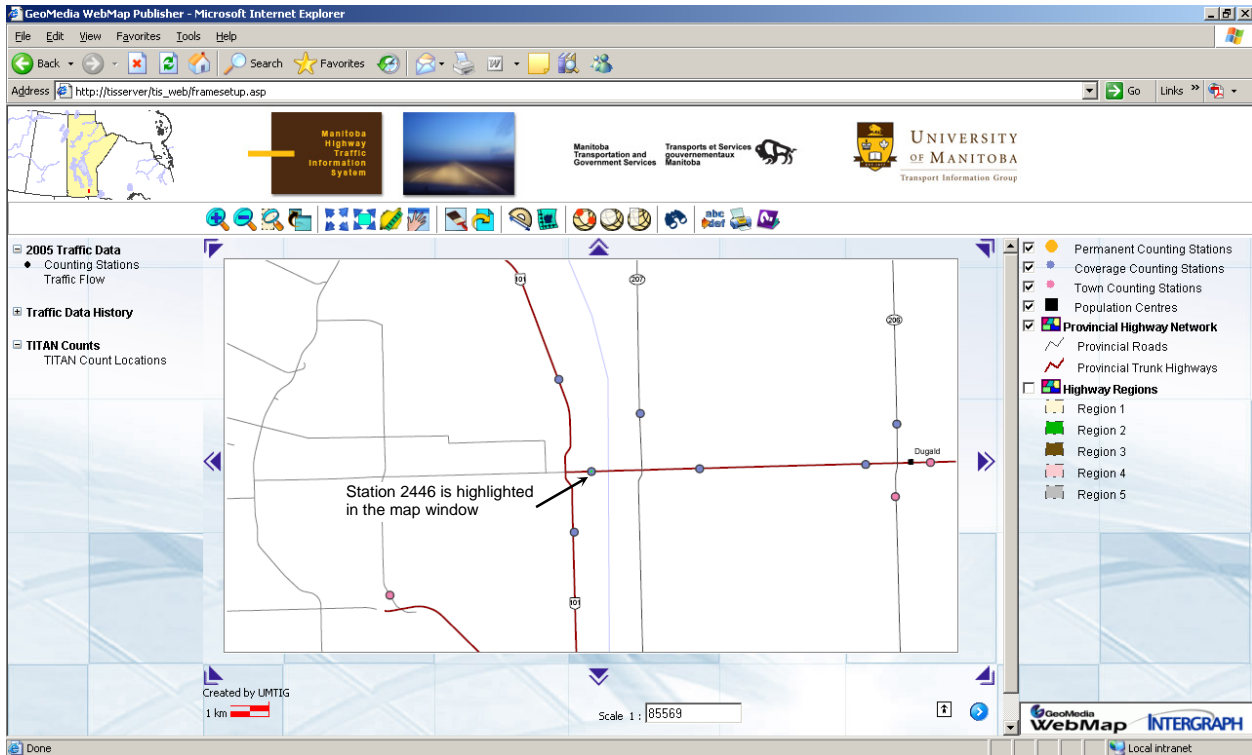 GeoMedia WebMap Publisher - Microsoft Internet Explorer
File Edit View Favorites Tools Help
Back Search Favorites
Address http://tisserver/tis_web/framesetup.asp Go Links »
Manitoba
Highway
Traffic
Information
System
Manitoba
Transportation and
Government Services
Transports et Services
gouvernementaux
Manitoba
UNIVERSITY
OF MANITOBA
Transport Information Group
abc
def
2005 Traffic Data
Counting Stations
Traffic Flow
Traffic Data History
TITAN Counts
TITAN Count Locations
101
207
206
Dugald
Station 2446 is highlighted
in the map window
101
Permanent Counting Stations
Coverage Counting Stations
Town Counting Stations
Population Centres
Provincial Highway Network
Provincial Roads
Provincial Trunk Highways
Highway Regions
Region 1
Region 2
Region 3
Region 4
Region 5
Created by UMTIG
1 km
Scale 1 : 85569
GeoMedia
WebMap
INTERGRAPH
Done
Local intranet